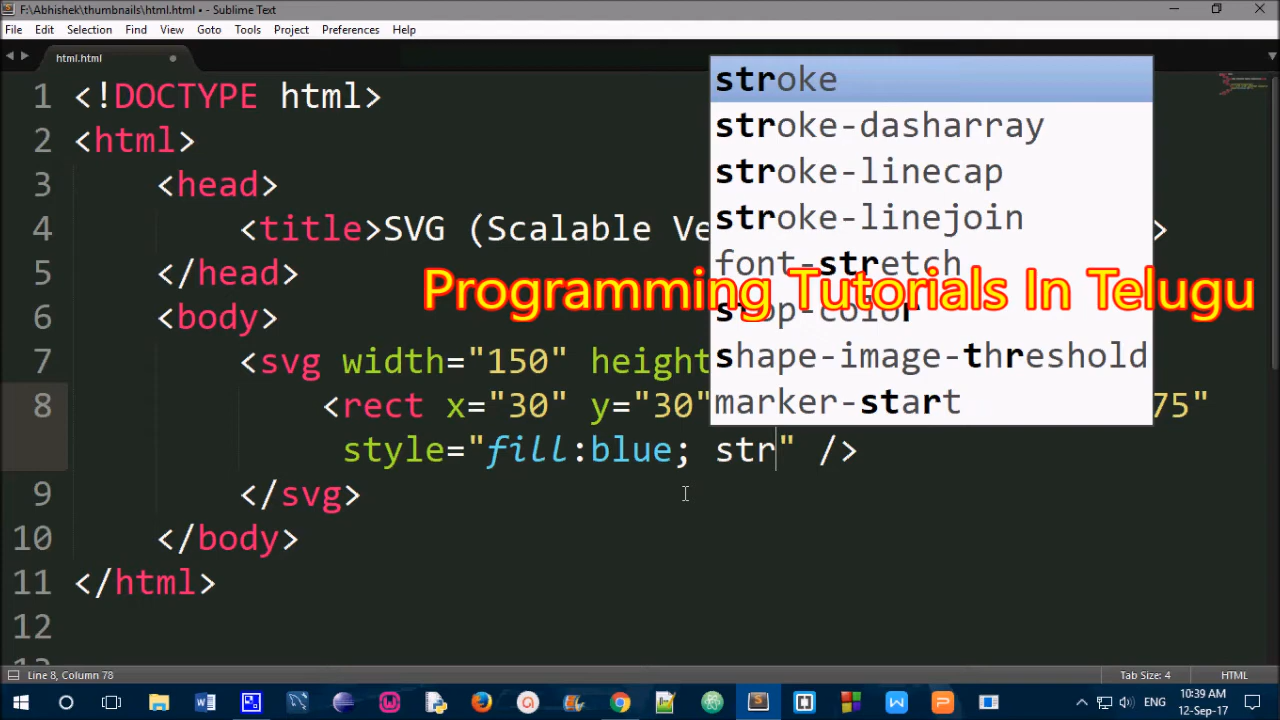 F:\Abhishek\thumbnails\html.html • - Sublime Text
File Edit Selection Find View Goto Tools Project Preferences Help
html.html
1 <!DOCTYPE html>
2 <html>
3 <head>
4 <title>SVG (Scalable Ve >
5 </head>
6 <body>
7 <svg width="150" height
8 <rect x="30" y="30" 75"
style="fill:blue; str" />
9 </svg>
10 </body>
11 </html>
12
13
stroke
stroke-dasharray
stroke-linecap
stroke-linejoin
font-stretch
stop-color
shape-image-threshold
marker-start
Programming Tutorials In Telugu
Line 8, Column 78 Tab Size: 4 HTML
ENG 10:39 AM
12-Sep-17